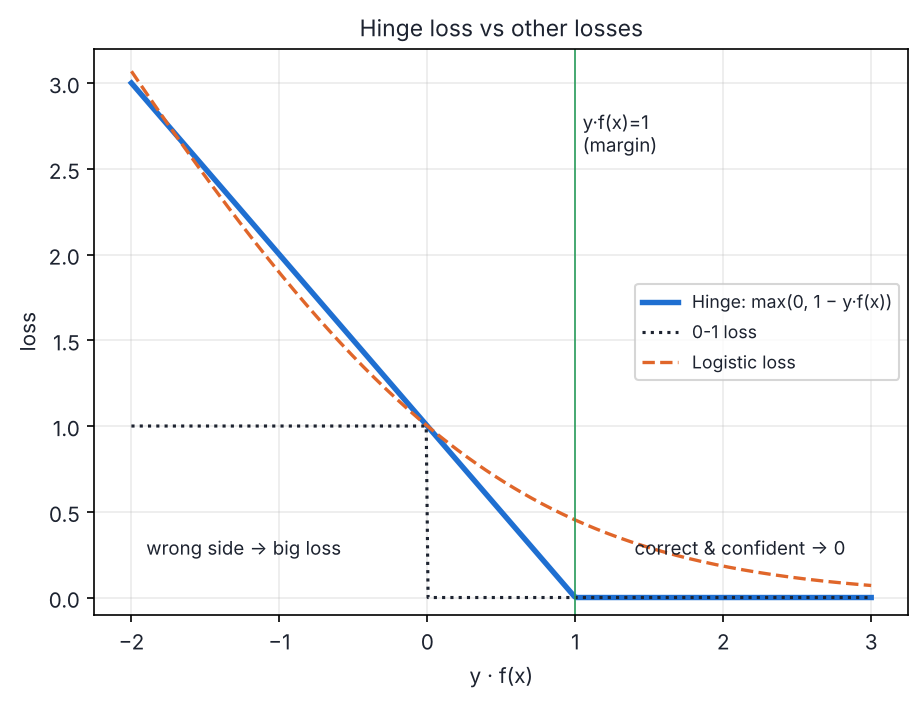 Hinge loss vs other losses
3.0
2.5
2.0
1.5
1.0
0.5
0.0
loss
y·f(x)=1
(margin)
Hinge: max(0, 1 − y·f(x))
0-1 loss
Logistic loss
wrong side → big loss
correct & confident → 0
−2
−1
0
1
2
3
y · f(x)